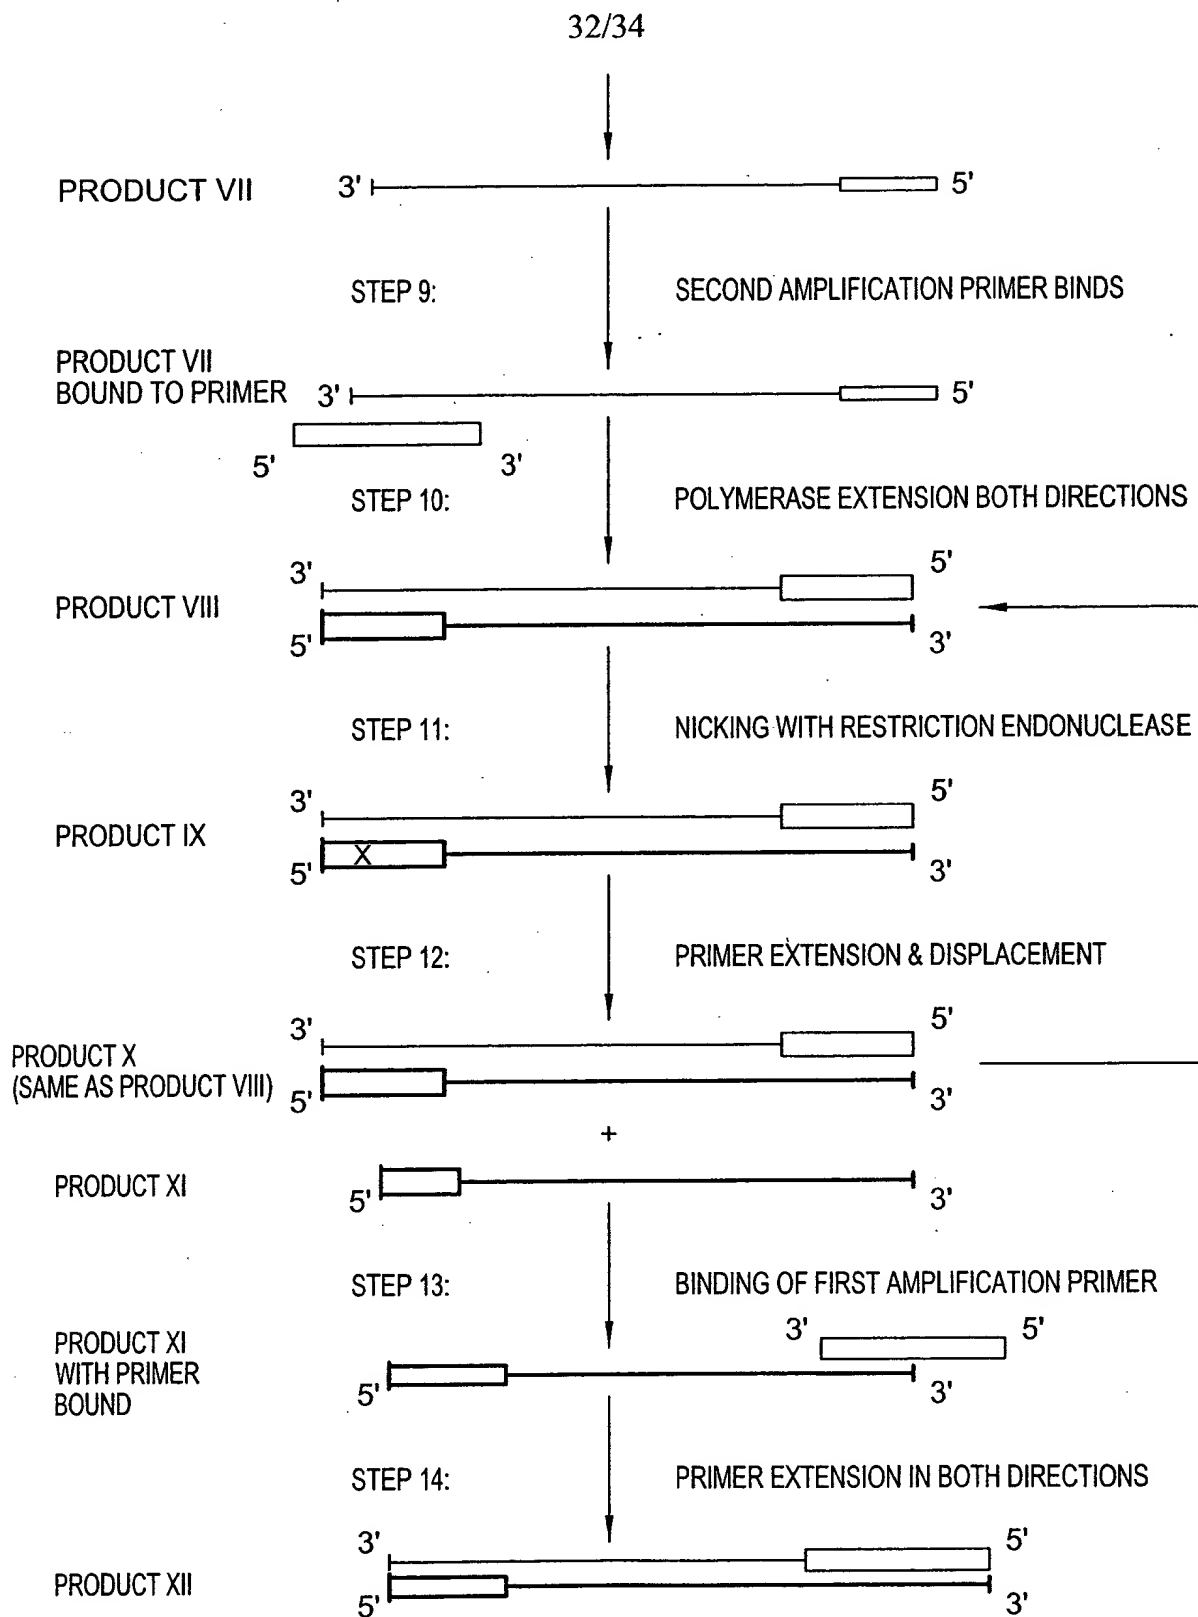 32/34
PRODUCT VII
3'
5'
STEP 9:
SECOND AMPLIFICATION PRIMER BINDS
PRODUCT VII
BOUND TO PRIMER
3'
5'
5'
3'
STEP 10:
POLYMERASE EXTENSION BOTH DIRECTIONS
3'
5'
PRODUCT VIII
5'
3'
STEP 11:
NICKING WITH RESTRICTION ENDONUCLEASE
3'
5'
PRODUCT IX
X
5'
3'
STEP 12:
PRIMER EXTENSION & DISPLACEMENT
3'
5'
PRODUCT X
(SAME AS PRODUCT VIII)
5'
3'
+
PRODUCT XI
5'
3'
STEP 13:
BINDING OF FIRST AMPLIFICATION PRIMER
3'
5'
PRODUCT XI
WITH PRIMER
BOUND
5'
3'
STEP 14:
PRIMER EXTENSION IN BOTH DIRECTIONS
3'
5'
PRODUCT XII
5'
3'